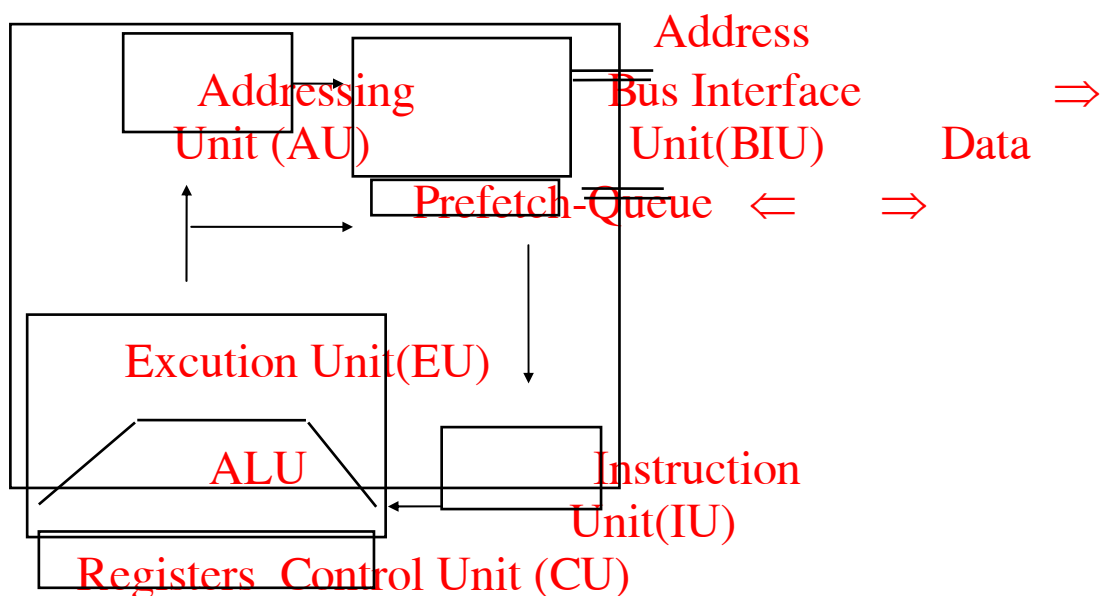 Address
Addressing Bus Interface ⇒
Unit (AU) Unit(BIU) Data
Prefetch-Queue ⇐ ⇒
Excution Unit(EU)
ALU Instruction
Unit(IU)
Registers Control Unit (CU)